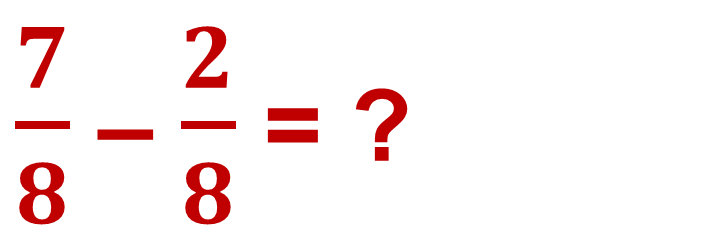 7/8 – 2/8 = ?